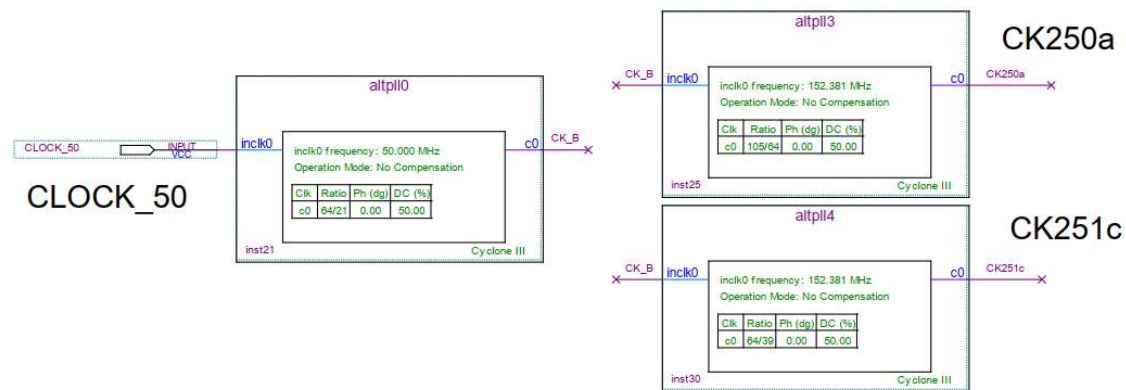 altpll0
CLOCK_50
INPUT
VCC
inclk0
c0
CK_B
inclk0 frequency: 50.000 MHz
Operation Mode: No Compensation
Clk Ratio Ph (dg) DC (%)
c0 64/21 0.00 50.00
inst21
Cyclone III
CLOCK_50
altpll3
CK250a
CK_B
inclk0
c0
CK250a
inclk0 frequency: 152.381 MHz
Operation Mode: No Compensation
Clk Ratio Ph (dg) DC (%)
c0 105/64 0.00 50.00
inst25
Cyclone III
altpll4
CK251c
CK_B
inclk0
c0
CK251c
inclk0 frequency: 152.381 MHz
Operation Mode: No Compensation
Clk Ratio Ph (dg) DC (%)
c0 64/39 0.00 50.00
inst30
Cyclone III